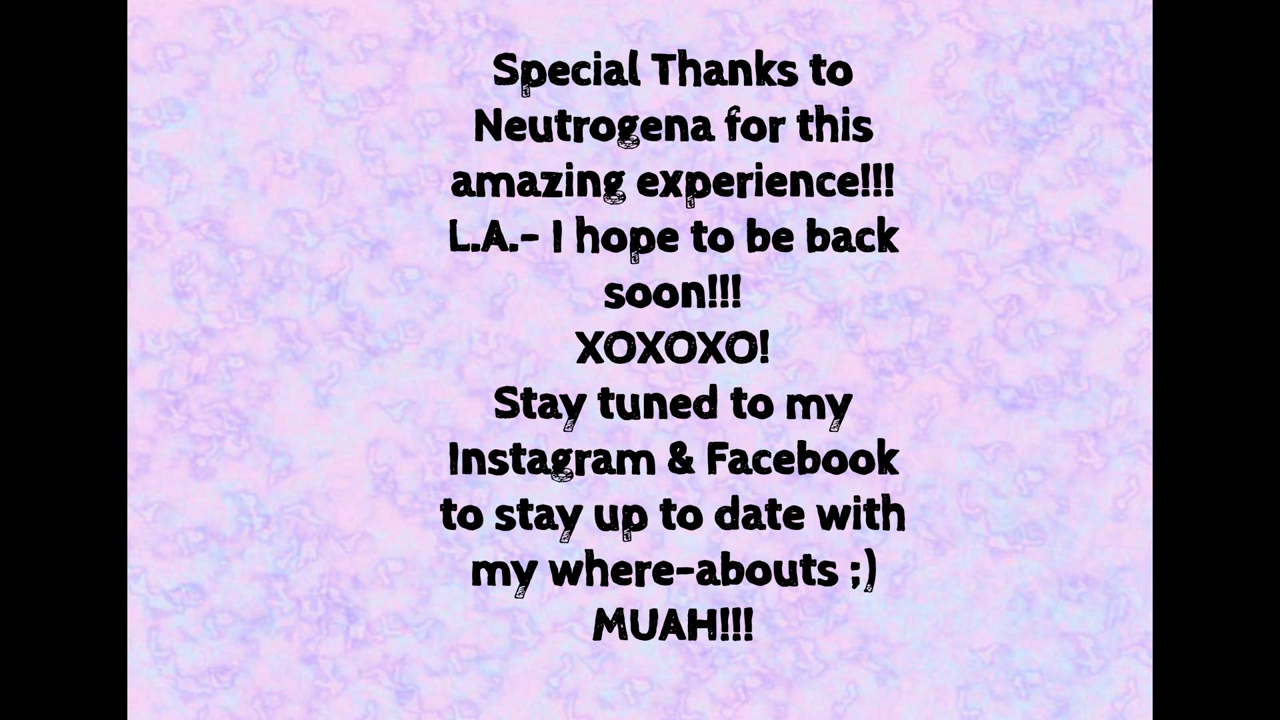 Special Thanks to
Neutrogena for this
amazing experience!!!
L.A.- I hope to be back
soon!!!
XOXOXO!
Stay tuned to my
Instagram & Facebook
to stay up to date with
my where-abouts ;)
MUAH!!!